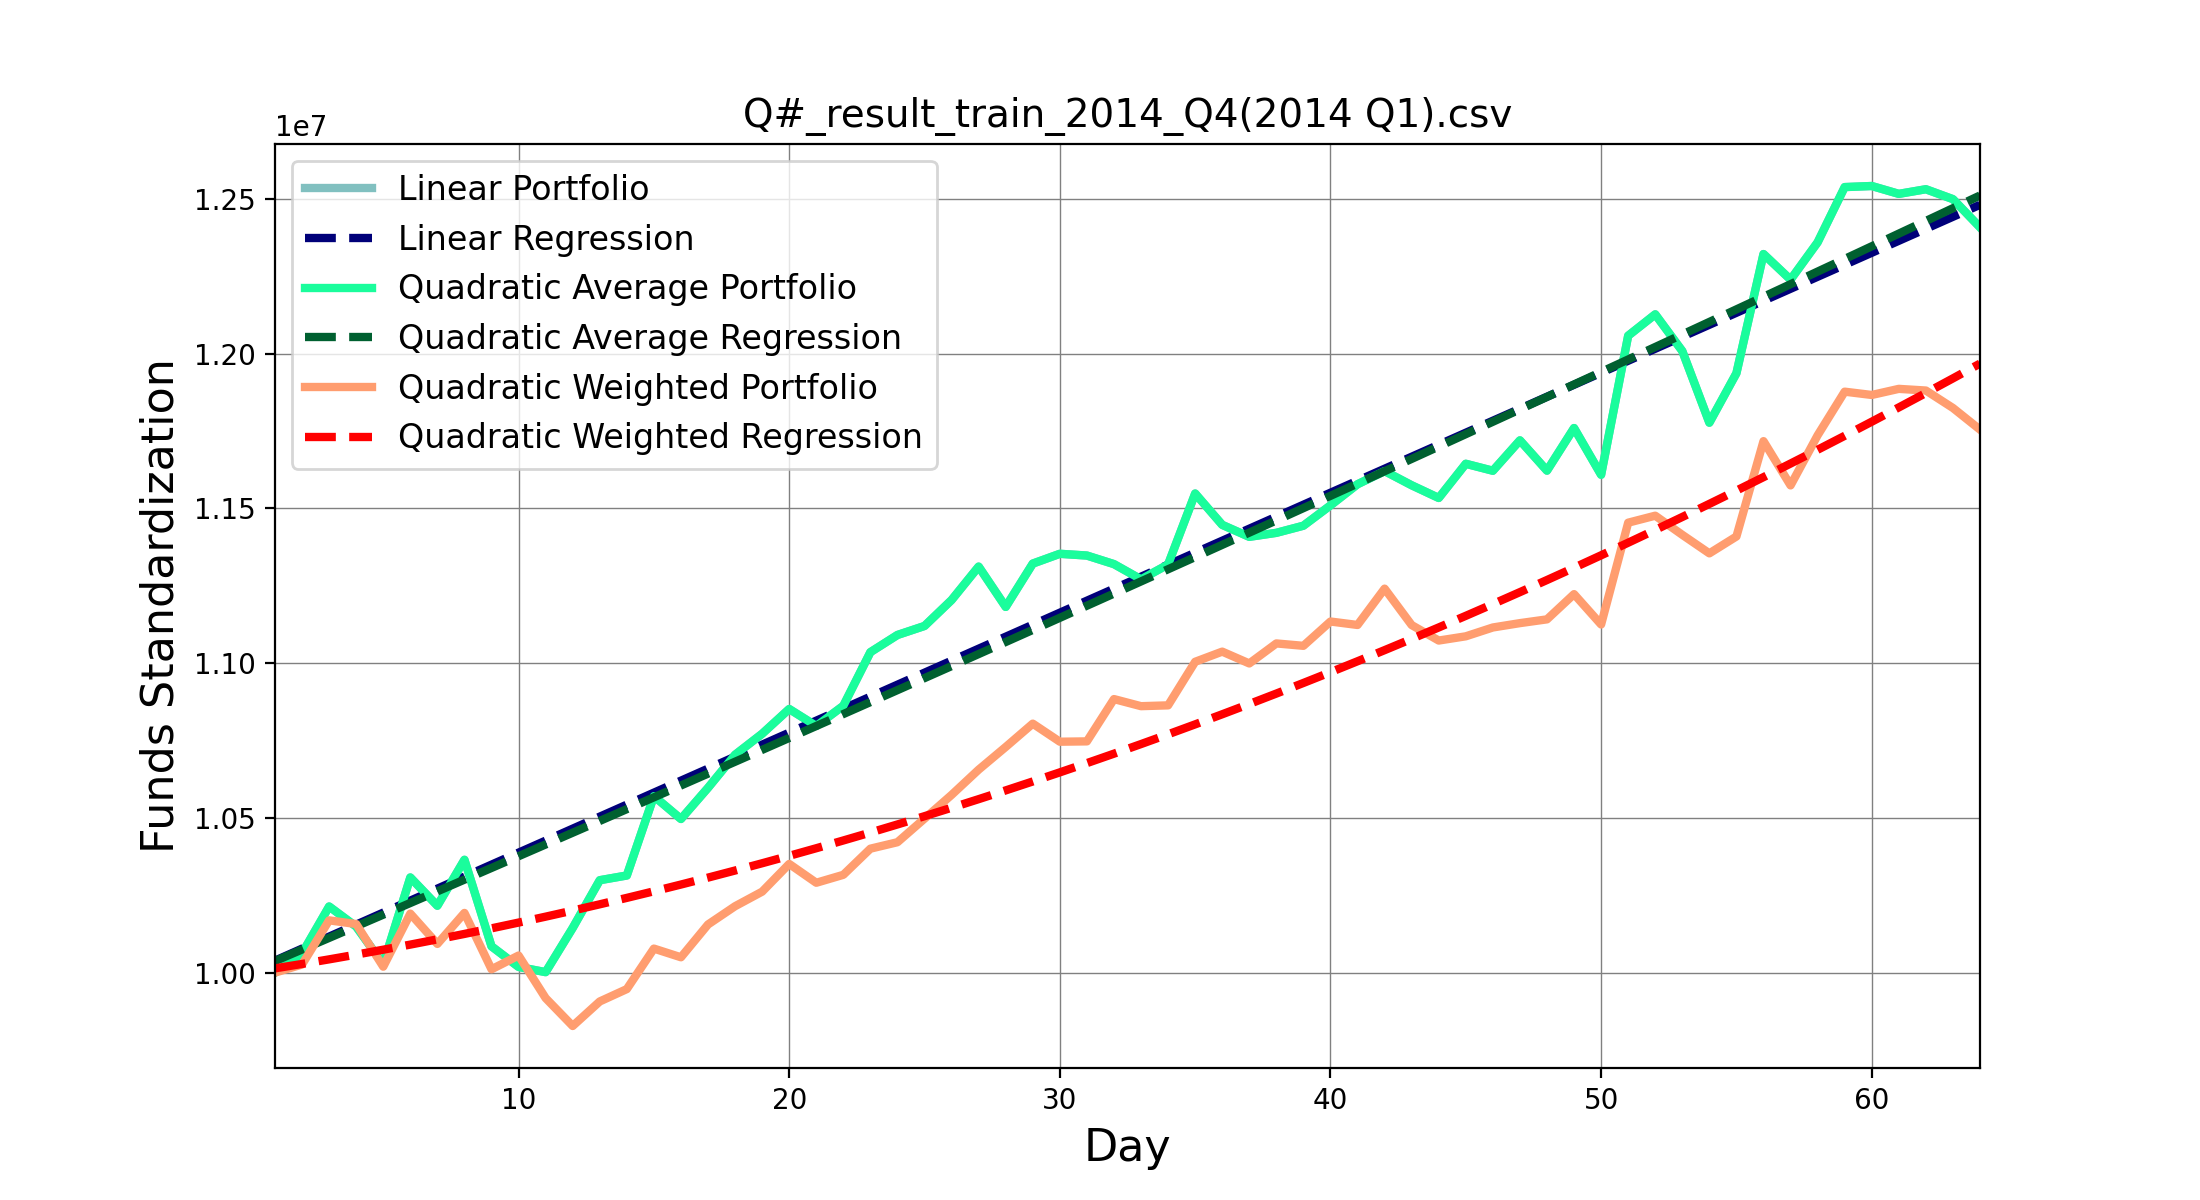 Q#_result_train_2014_Q4(2014 Q1).csv
1e7
Linear Portfolio
Linear Regression
Quadratic Average Portfolio
Quadratic Average Regression
Quadratic Weighted Portfolio
Quadratic Weighted Regression
Funds Standardization
1.25
1.20
1.15
1.10
1.05
1.00
10 20 30 40 50 60
Day